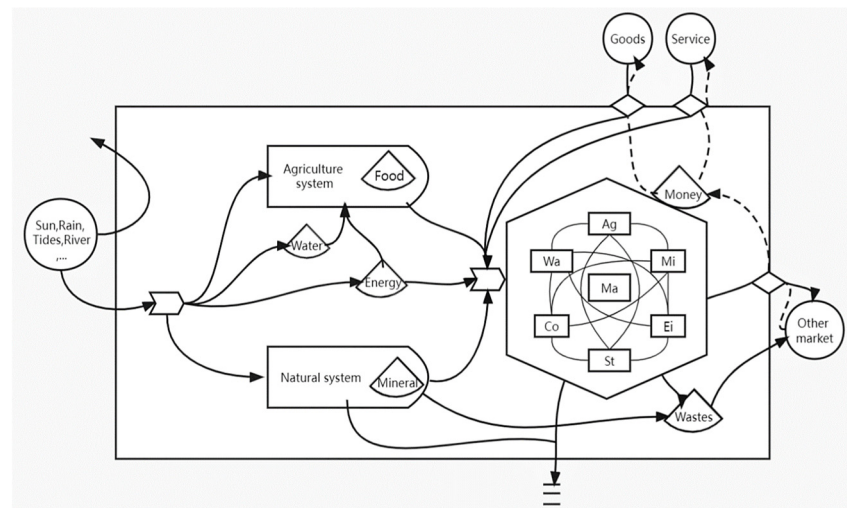 Goods
Service
Agriculture
system
Food
Money
Sun,Rain,
Tides,River
,...
Water
Energy
Ag
Wa
Mi
Ma
Co
Ei
St
Other
market
Natural system
Mineral
Wastes